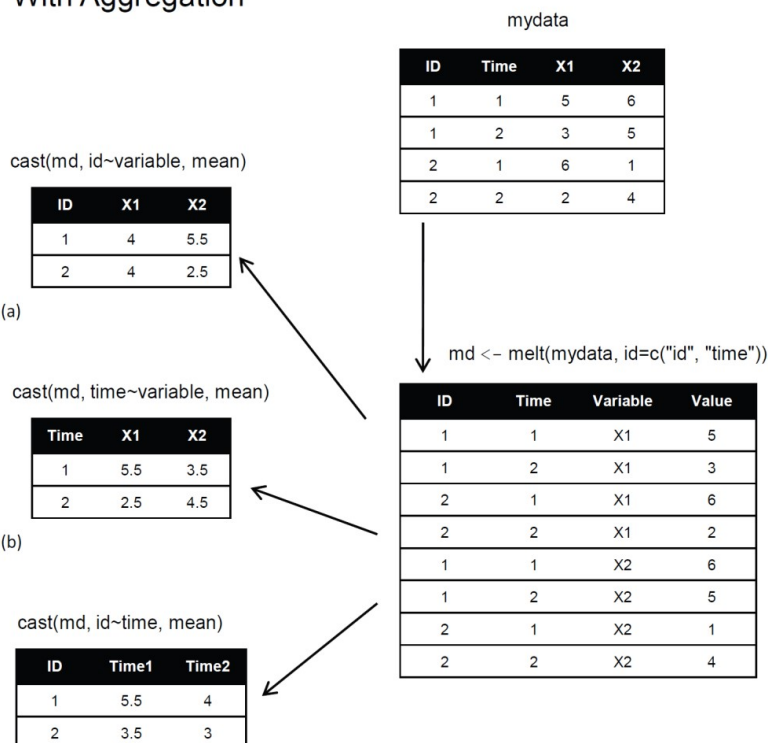 With Aggregation
mydata
ID Time X1 X2
1 1 5 6
1 2 3 5
2 1 6 1
2 2 2 4
cast(md, id~variable, mean)
ID X1 X2
1 4 5.5
2 4 2.5
(a)
md <- melt(mydata, id=c("id", "time"))
ID Time Variable Value
1 1 X1 5
1 2 X1 3
2 1 X1 6
2 2 X1 2
1 1 X2 6
1 2 X2 5
2 1 X2 1
2 2 X2 4
cast(md, time~variable, mean)
Time X1 X2
1 5.5 3.5
2 2.5 4.5
(b)
cast(md, id~time, mean)
ID Time1 Time2
1 5.5 4
2 3.5 3